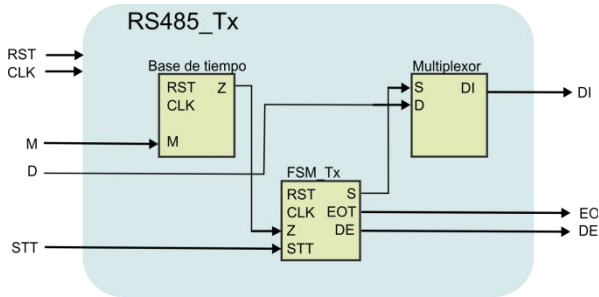 RS485_Tx
RST
CLK
Base de tiempo
Multiplexor
RST Z
CLK
M
S DI
D
DI
M
D
FSM_Tx
RST S
CLK EOT
Z DE
STT
EO
DE
STT